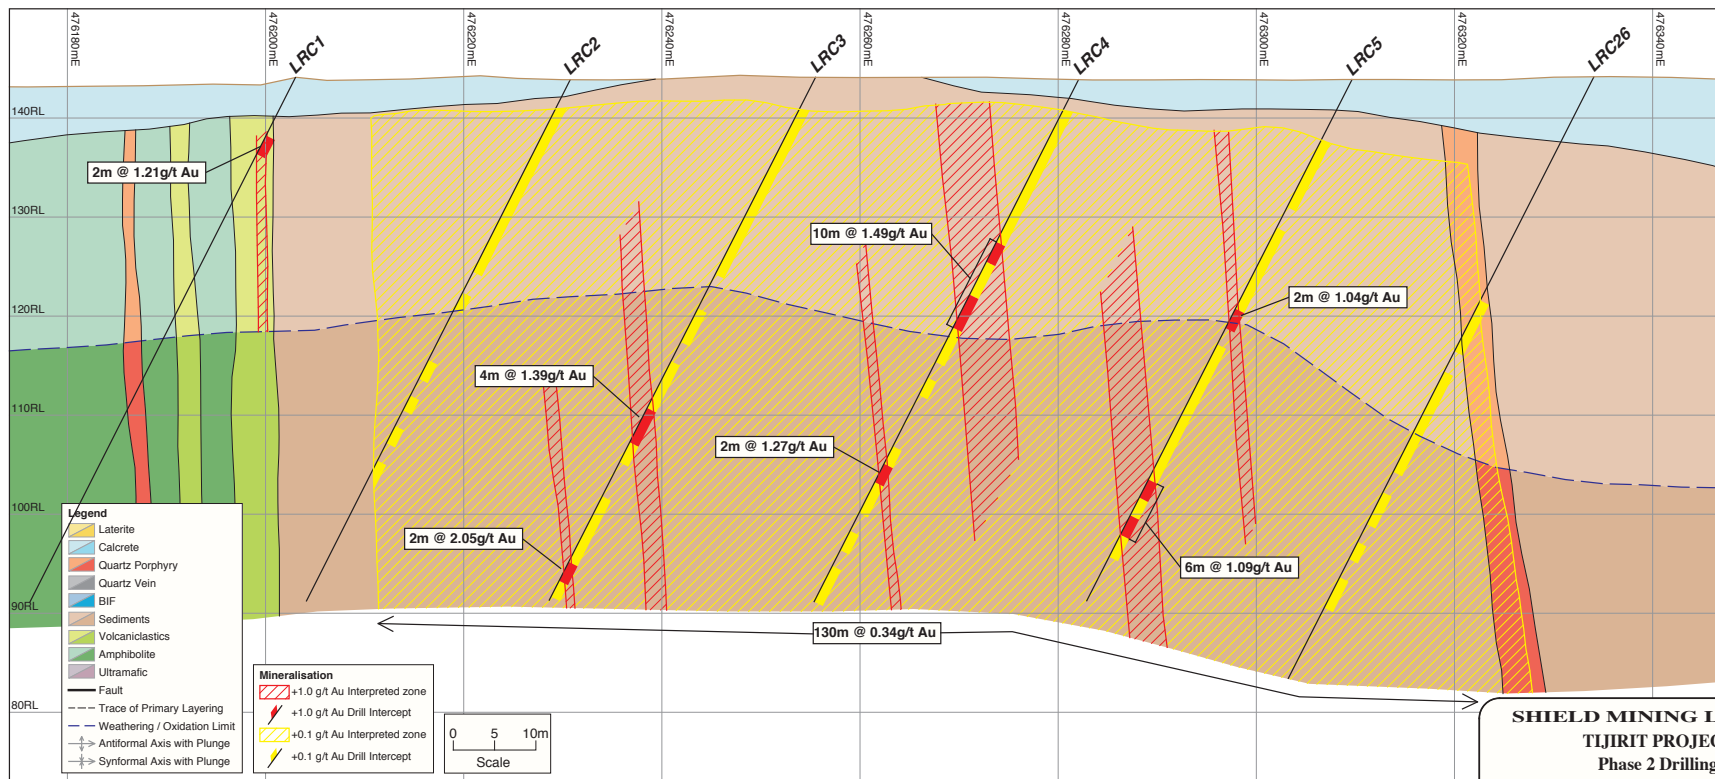 476180mE
476200mE
476220mE
476240mE
476260mE
476280mE
476300mE
476320mE
476340mE
LRC1
LRC2
LRC3
LRC4
LRC5
LRC26
140RL
130RL
120RL
110RL
100RL
90RL
80RL
2m @ 1.21g/t Au
10m @ 1.49g/t Au
2m @ 1.04g/t Au
4m @ 1.39g/t Au
2m @ 1.27g/t Au
2m @ 2.05g/t Au
6m @ 1.09g/t Au
130m @ 0.34g/t Au
Legend
Laterite
Calcrete
Quartz Porphyry
Quartz Vein
BIF
Sediments
Volcaniclastics
Amphibolite
Ultramafic
Fault
Trace of Primary Layering
Weathering / Oxidation Limit
Antiformal Axis with Plunge
Synformal Axis with Plunge
Mineralisation
+1.0 g/t Au Interpreted zone
+1.0 g/t Au Drill Intercept
+0.1 g/t Au Interpreted zone
+0.1 g/t Au Drill Intercept
0 5 10m
Scale
SHIELD MINING L
TIJIRIT PROJEC
Phase 2 Drilling